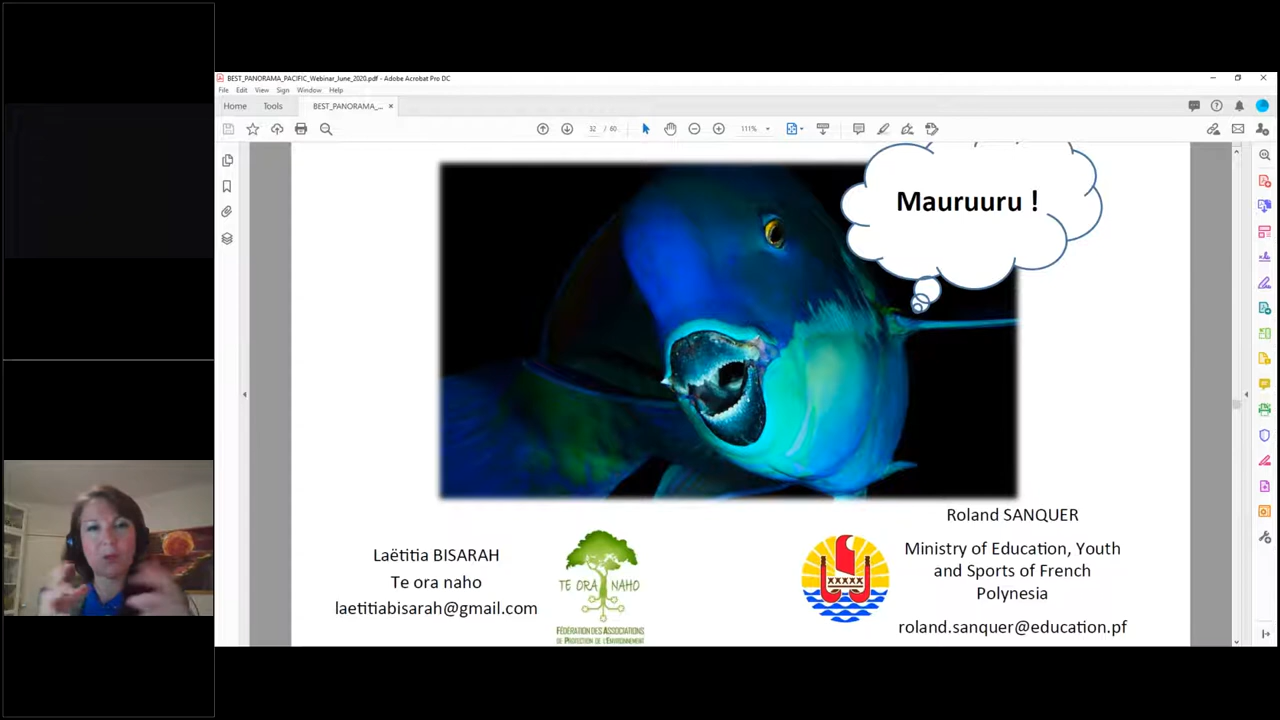 BEST_PANORAMA_PACIFIC_Webinar_June_2020.pdf - Adobe Acrobat Pro DC
File Edit View Sign Window Help
Home Tools BEST_PANORAMA_... ×
32 / 60 111%
Mauruuru !
Roland SANQUER
Ministry of Education, Youth
and Sports of French
Polynesia
roland.sanquer@education.pf
Laëtitia BISARAH
Te ora naho
laetitiabisarah@gmail.com
TE ORA NAHO
FÉDÉRATION DES ASSOCIATIONS
DE PROTECTION DE L'ENVIRONNEMENT